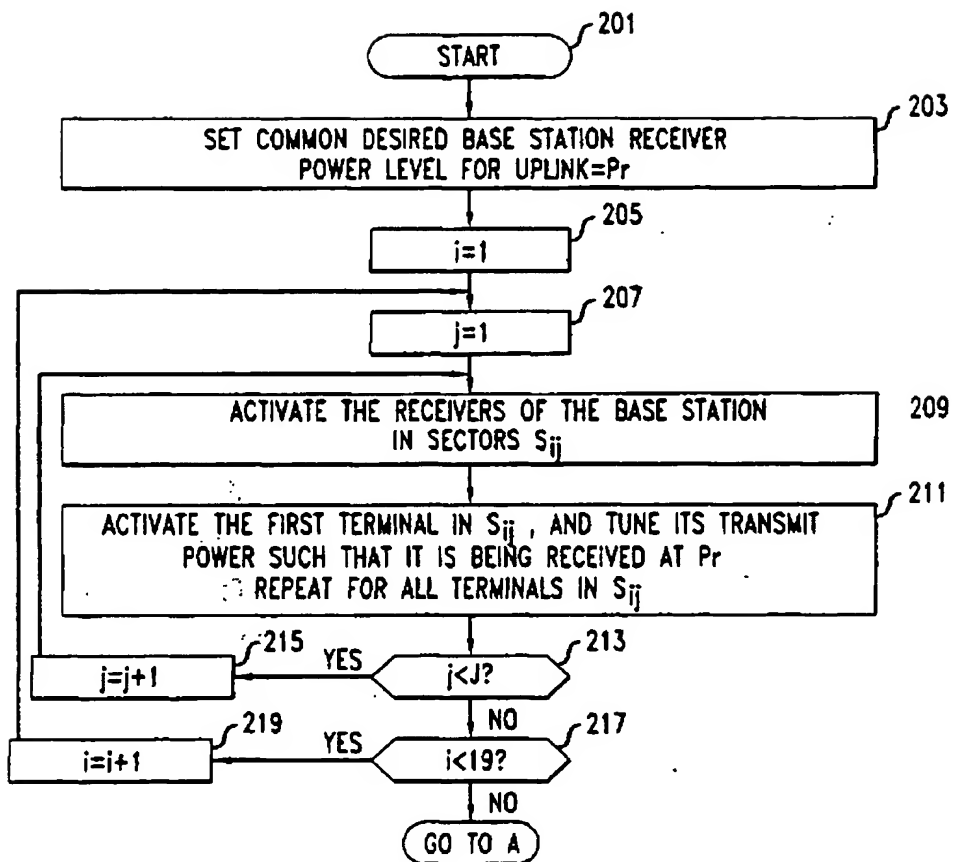 START
201
SET COMMON DESIRED BASE STATION RECEIVER
POWER LEVEL FOR UPLINK=Pr
203
i=1
205
j=1
207
ACTIVATE THE RECEIVERS OF THE BASE STATION
IN SECTORS Sij
209
ACTIVATE THE FIRST TERMINAL IN Sij , AND TUNE ITS TRANSMIT
POWER SUCH THAT IT IS BEING RECEIVED AT Pr
REPEAT FOR ALL TERMINALS IN Sij
211
j=j+1
215
YES
j<J?
213
NO
i=i+1
219
YES
i<19?
217
NO
GO TO A